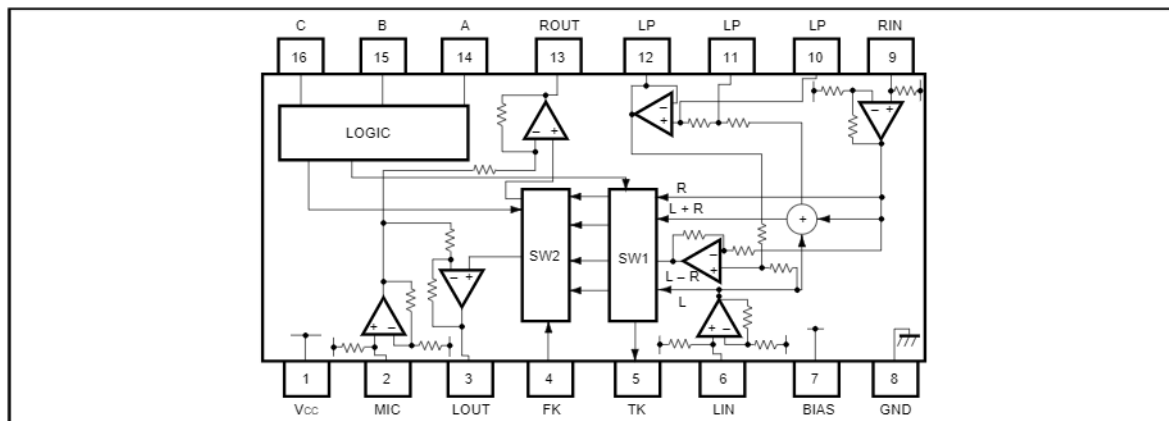 C B A ROUT LP LP LP RIN
16 15 14 13 12 11 10 9
LOGIC
− + − + − +
R
L + R
+
SW2 SW1
− +
L – R
− +
L
+ − + −
1 2 3 4 5 6 7 8
Vcc MIC LOUT FK TK LIN BIAS GND